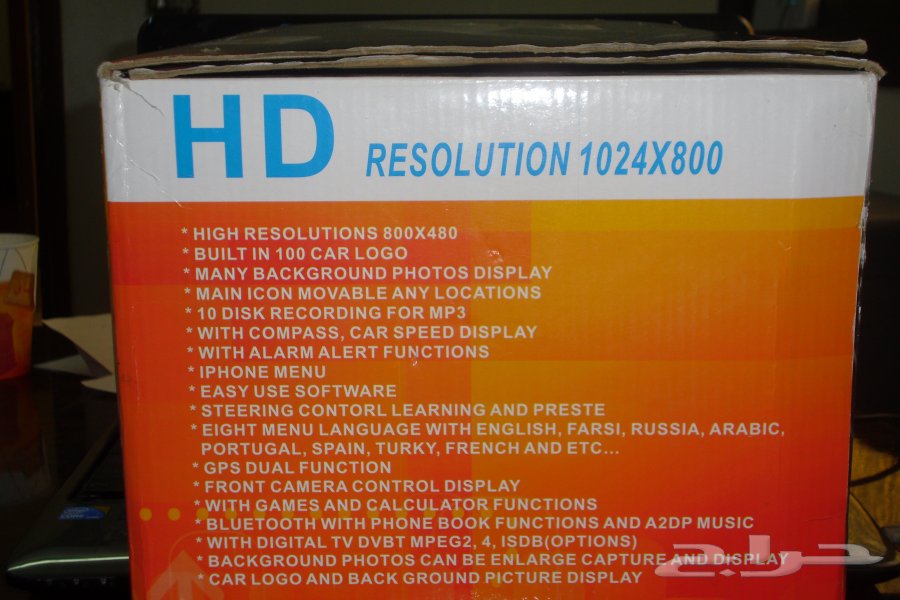 HD RESOLUTION 1024X800
* HIGH RESOLUTIONS 800X480
* BUILT IN 100 CAR LOGO
* MANY BACKGROUND PHOTOS DISPLAY
* MAIN ICON MOVABLE ANY LOCATIONS
* 10 DISK RECORDING FOR MP3
* WITH COMPASS, CAR SPEED DISPLAY
* WITH ALARM ALERT FUNCTIONS
* IPHONE MENU
* EASY USE SOFTWARE
* STEERING CONTORL LEARNING AND PRESTE
* EIGHT MENU LANGUAGE WITH ENGLISH, FARSI, RUSSIA, ARABIC,
PORTUGAL, SPAIN, TURKY, FRENCH AND ETC...
* GPS DUAL FUNCTION
* FRONT CAMERA CONTROL DISPLAY
* WITH GAMES AND CALCULATOR FUNCTIONS
* BLUETOOTH WITH PHONE BOOK FUNCTIONS AND A2DP MUSIC
* WITH DIGITAL TV DVBT MPEG2, 4, ISDB(OPTIONS)
* BACKGROUND PHOTOS CAN BE ENLARGE CAPTURE AND DISPLAY
* CAR LOGO AND BACK GROUND PICTURE DISPLAY
حراج